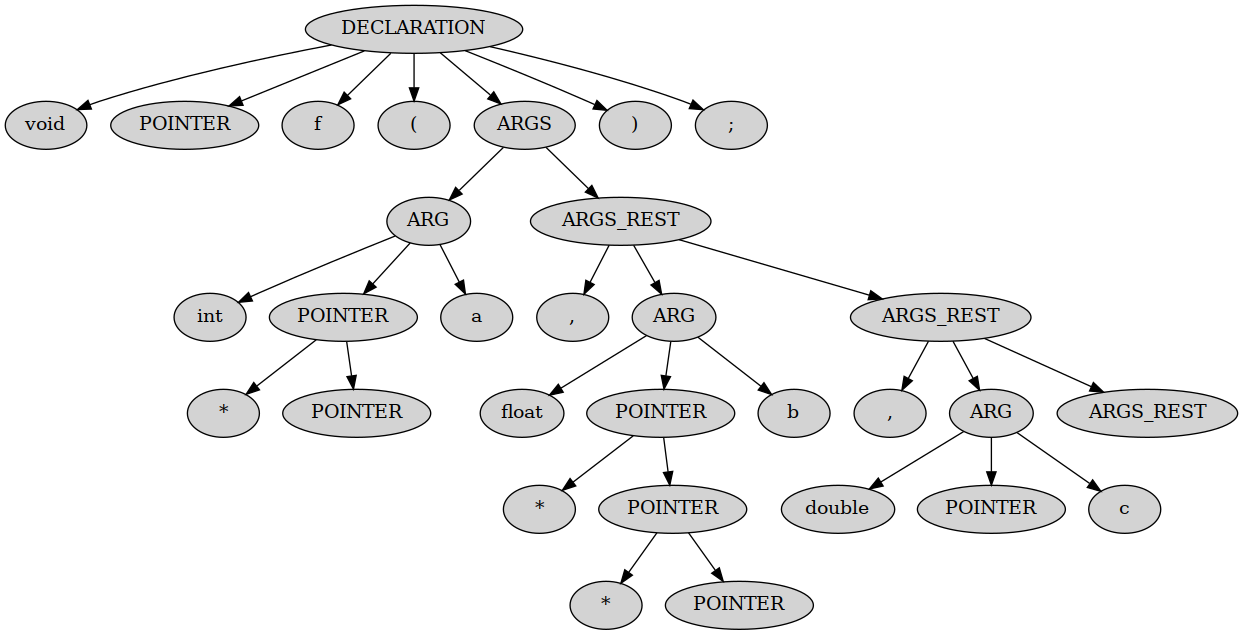 DECLARATION
void POINTER f ( ARGS ) ;
ARG ARGS_REST
int POINTER a , ARG ARGS_REST
* POINTER float POINTER b , ARG ARGS_REST
* POINTER double POINTER c
* POINTER